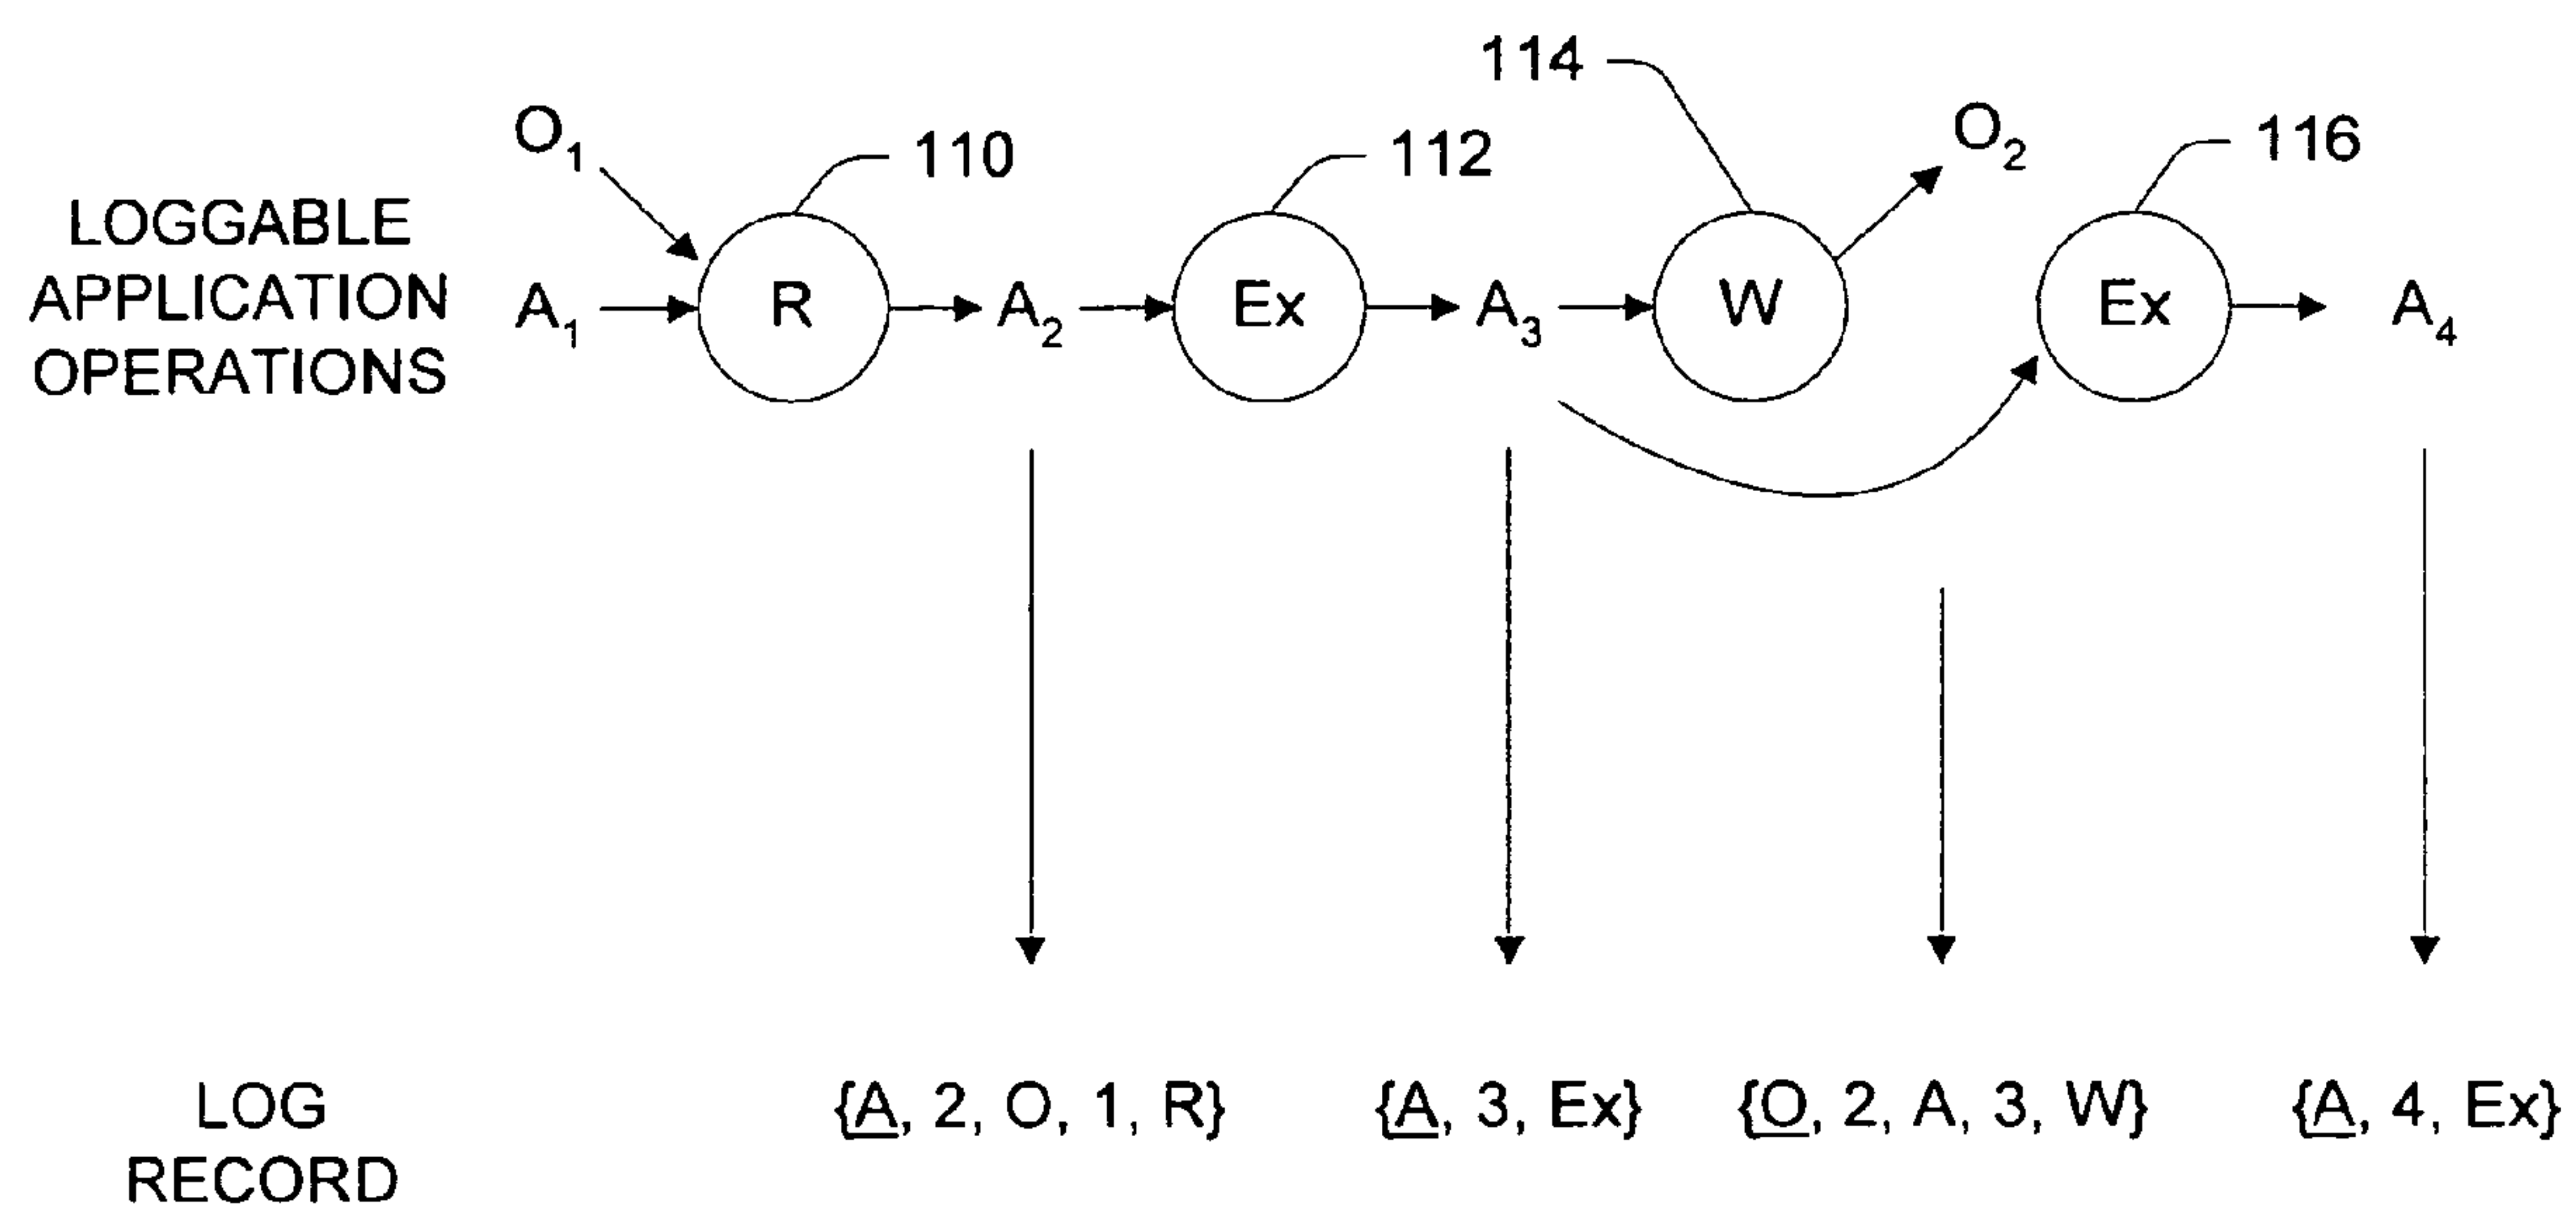 114
O₁
110
112
O₂
116
LOGGABLE
APPLICATION
OPERATIONS
A₁
R
A₂
Ex
A₃
W
Ex
A₄
LOG
RECORD
{A, 2, O, 1, R}
{A, 3, Ex}
{O, 2, A, 3, W}
{A, 4, Ex}